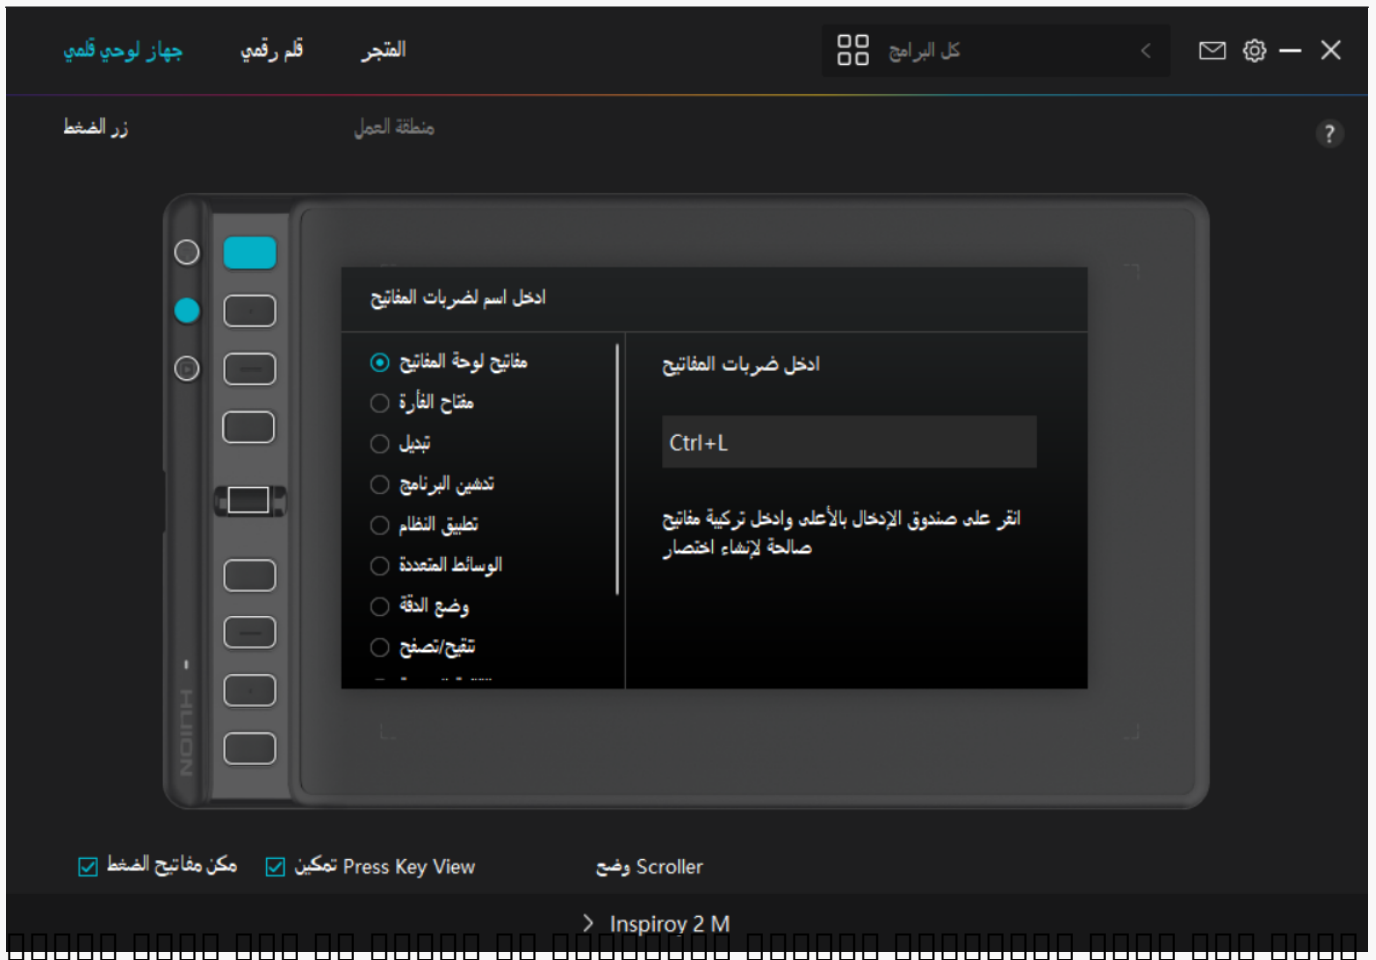 جهاز لوحي قلمي
قلم رقمي
المتجر
كل البرامج
زر الضغط
منطقة العمل
?
ادخل اسم لضربات المفاتيح
مفاتيح لوحة المفاتيح
مفتاح الفأرة
تبديل
تدشين البرنامج
تطبيق النظام
الوسائط المتعددة
وضع الدقة
تنقيح/تصفح
ادخل ضربات المفاتيح
Ctrl+L
انقر على صندوق الإدخال بالأعلى وادخل تركيبة مفاتيح
صالحة لإنشاء اختصار
HUION
مكن مفاتيح الضغط
تمكين Press Key View
وضح Scroller
Inspiroy 2 M